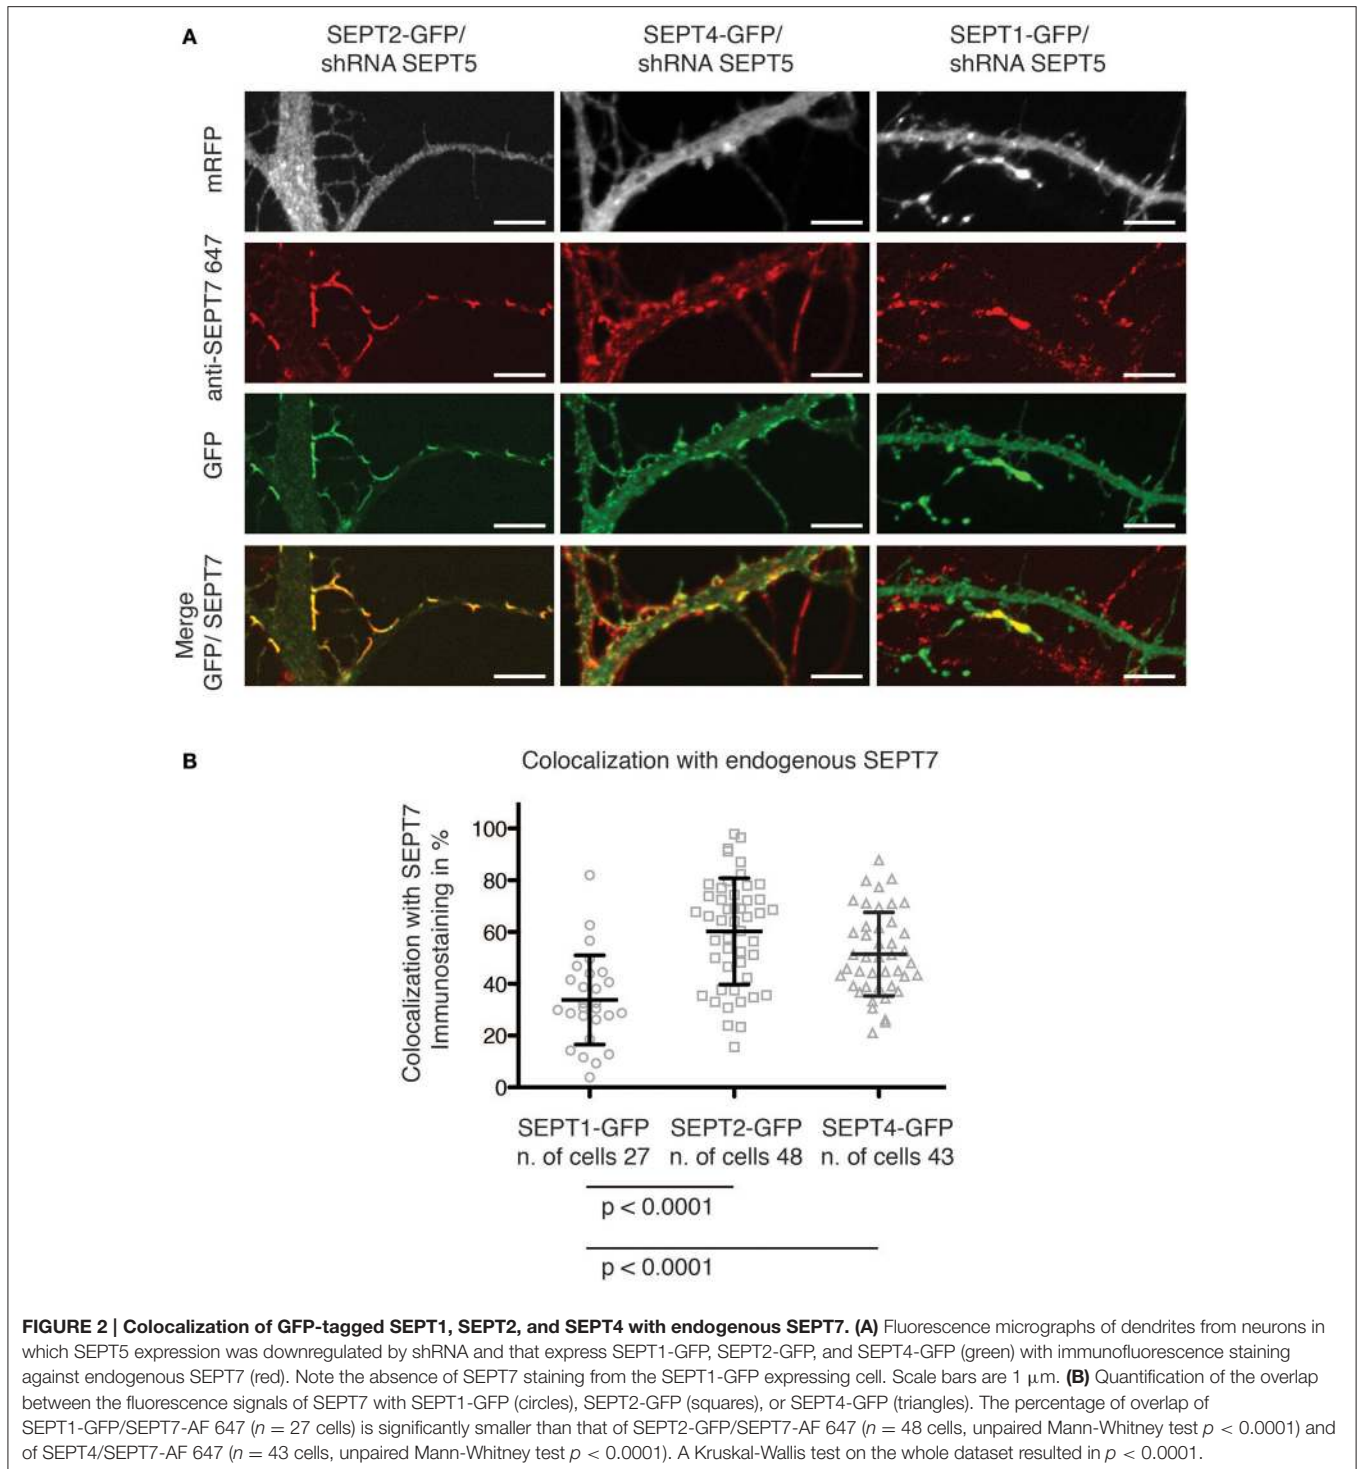 A
SEPT2-GFP/
shRNA SEPT5
SEPT4-GFP/
shRNA SEPT5
SEPT1-GFP/
shRNA SEPT5
mRFP
anti-SEPT7 647
GFP
Merge
GFP/ SEPT7
B
Colocalization with endogenous SEPT7
Colocalization with SEPT7
Immunostaining in %
100
80
60
40
20
0
SEPT1-GFP
n. of cells 27
SEPT2-GFP
n. of cells 48
SEPT4-GFP
n. of cells 43
p < 0.0001
p < 0.0001
FIGURE 2 | Colocalization of GFP-tagged SEPT1, SEPT2, and SEPT4 with endogenous SEPT7. (A) Fluorescence micrographs of dendrites from neurons in
which SEPT5 expression was downregulated by shRNA and that express SEPT1-GFP, SEPT2-GFP, and SEPT4-GFP (green) with immunofluorescence staining
against endogenous SEPT7 (red). Note the absence of SEPT7 staining from the SEPT1-GFP expressing cell. Scale bars are 1 μm. (B) Quantification of the overlap
between the fluorescence signals of SEPT7 with SEPT1-GFP (circles), SEPT2-GFP (squares), or SEPT4-GFP (triangles). The percentage of overlap of
SEPT1-GFP/SEPT7-AF 647 (n = 27 cells) is significantly smaller than that of SEPT2-GFP/SEPT7-AF 647 (n = 48 cells, unpaired Mann-Whitney test p < 0.0001) and
of SEPT4/SEPT7-AF 647 (n = 43 cells, unpaired Mann-Whitney test p < 0.0001). A Kruskal-Wallis test on the whole dataset resulted in p < 0.0001.